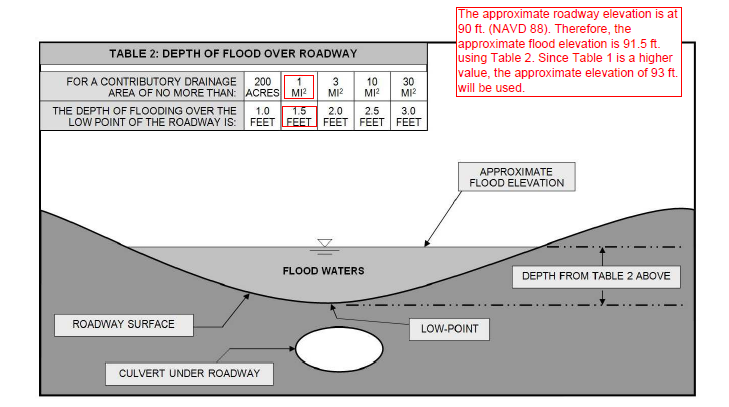 The approximate roadway elevation is at
90 ft. (NAVD 88). Therefore, the
approximate flood elevation is 91.5 ft.
using Table 2. Since Table 1 is a higher
value, the approximate elevation of 93 ft.
will be used.
TABLE 2: DEPTH OF FLOOD OVER ROADWAY
FOR A CONTRIBUTORY DRAINAGE 200 1 3 10 30
AREA OF NO MORE THAN: ACRES MI² MI² MI² MI²
THE DEPTH OF FLOODING OVER THE 1.0 1.5 2.0 2.5 3.0
LOW POINT OF THE ROADWAY IS: FEET FEET FEET FEET FEET
APPROXIMATE
FLOOD ELEVATION
FLOOD WATERS
DEPTH FROM TABLE 2 ABOVE
ROADWAY SURFACE
LOW-POINT
CULVERT UNDER ROADWAY